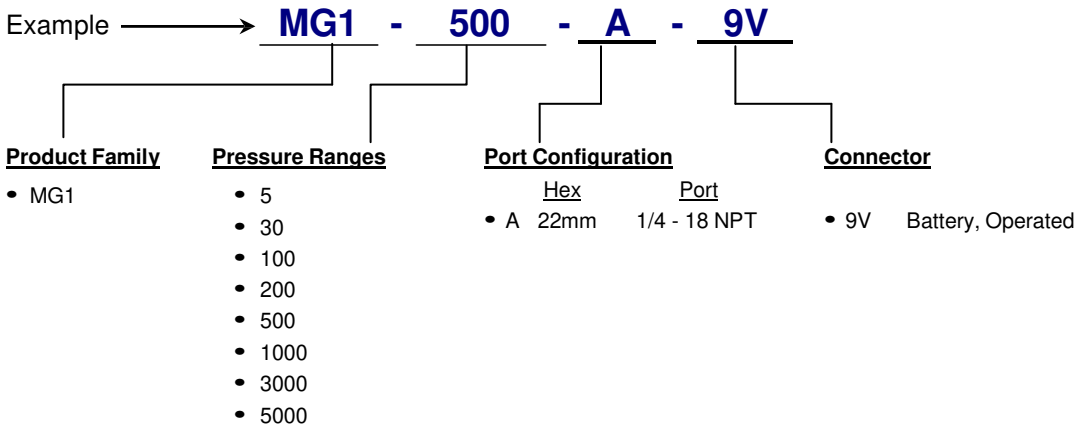 Example MG1 - 500 - A - 9V
Product Family Pressure Ranges Port Configuration Connector
Hex Port
• MG1 • 5 • A 22mm 1/4 - 18 NPT • 9V Battery, Operated
• 30
• 100
• 200
• 500
• 1000
• 3000
• 5000